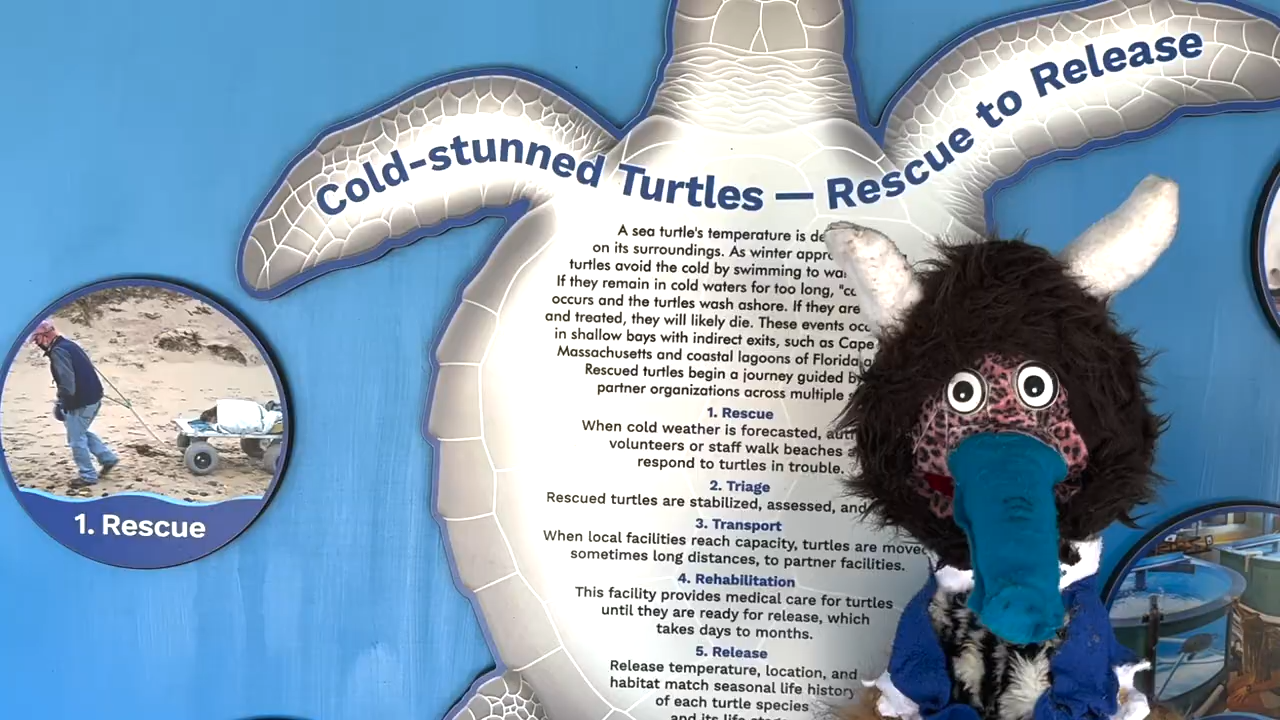 Cold-stunned Turtles — Rescue to Release
A sea turtle's temperature is
on its surroundings. As winter
turtles avoid the cold by swimming to
If they remain in cold waters for too long,
occurs and the turtles wash ashore. If they are
and treated, they will likely die. These events
in shallow bays with indirect exits, such as Cape
Massachusetts and coastal lagoons of Florida
Rescued turtles begin a journey guided
partner organizations across multiple
1. Rescue
When cold weather is forecasted,
volunteers or staff walk beaches
respond to turtles in trouble.
2. Triage
Rescued turtles are stabilized, assessed, and
3. Transport
When local facilities reach capacity, turtles are moved
sometimes long distances, to partner facilities.
4. Rehabilitation
This facility provides medical care for turtles
until they are ready for release, which
takes days to months.
5. Release
Release temperature, location, and
habitat match seasonal life history
of each turtle species
and its life
1. Rescue